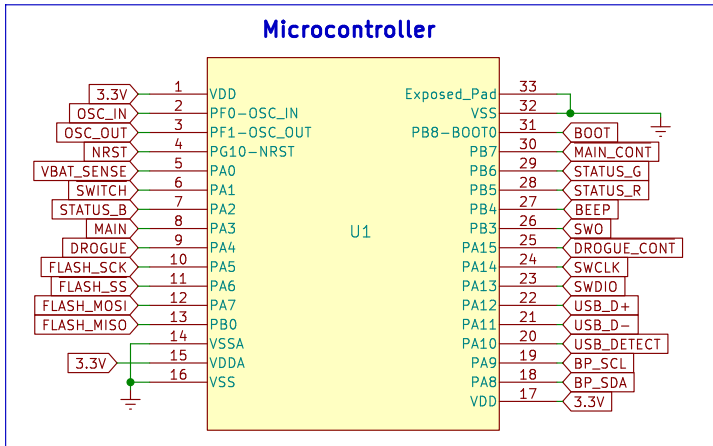 Microcontroller
3.3V 1 VDD Exposed_Pad 33
OSC_IN 2 PF0-OSC_IN VSS 32
OSC_OUT 3 PF1-OSC_OUT PB8-BOOT0 31 BOOT
NRST 4 PG10-NRST PB7 30 MAIN_CONT
VBAT_SENSE 5 PA0 PB6 29 STATUS_G
SWITCH 6 PA1 PB5 28 STATUS_R
STATUS_B 7 PA2 PB4 27 BEEP
MAIN 8 PA3 U1 PB3 26 SWO
DROGUE 9 PA4 PA15 25 DROGUE_CONT
FLASH_SCK 10 PA5 PA14 24 SWCLK
FLASH_SS 11 PA6 PA13 23 SWDIO
FLASH_MOSI 12 PA7 PA12 22 USB_D+
FLASH_MISO 13 PB0 PA11 21 USB_D-
14 VSSA PA10 20 USB_DETECT
3.3V 15 VDDA PA9 19 BP_SCL
16 VSS PA8 18 BP_SDA
VDD 17 3.3V